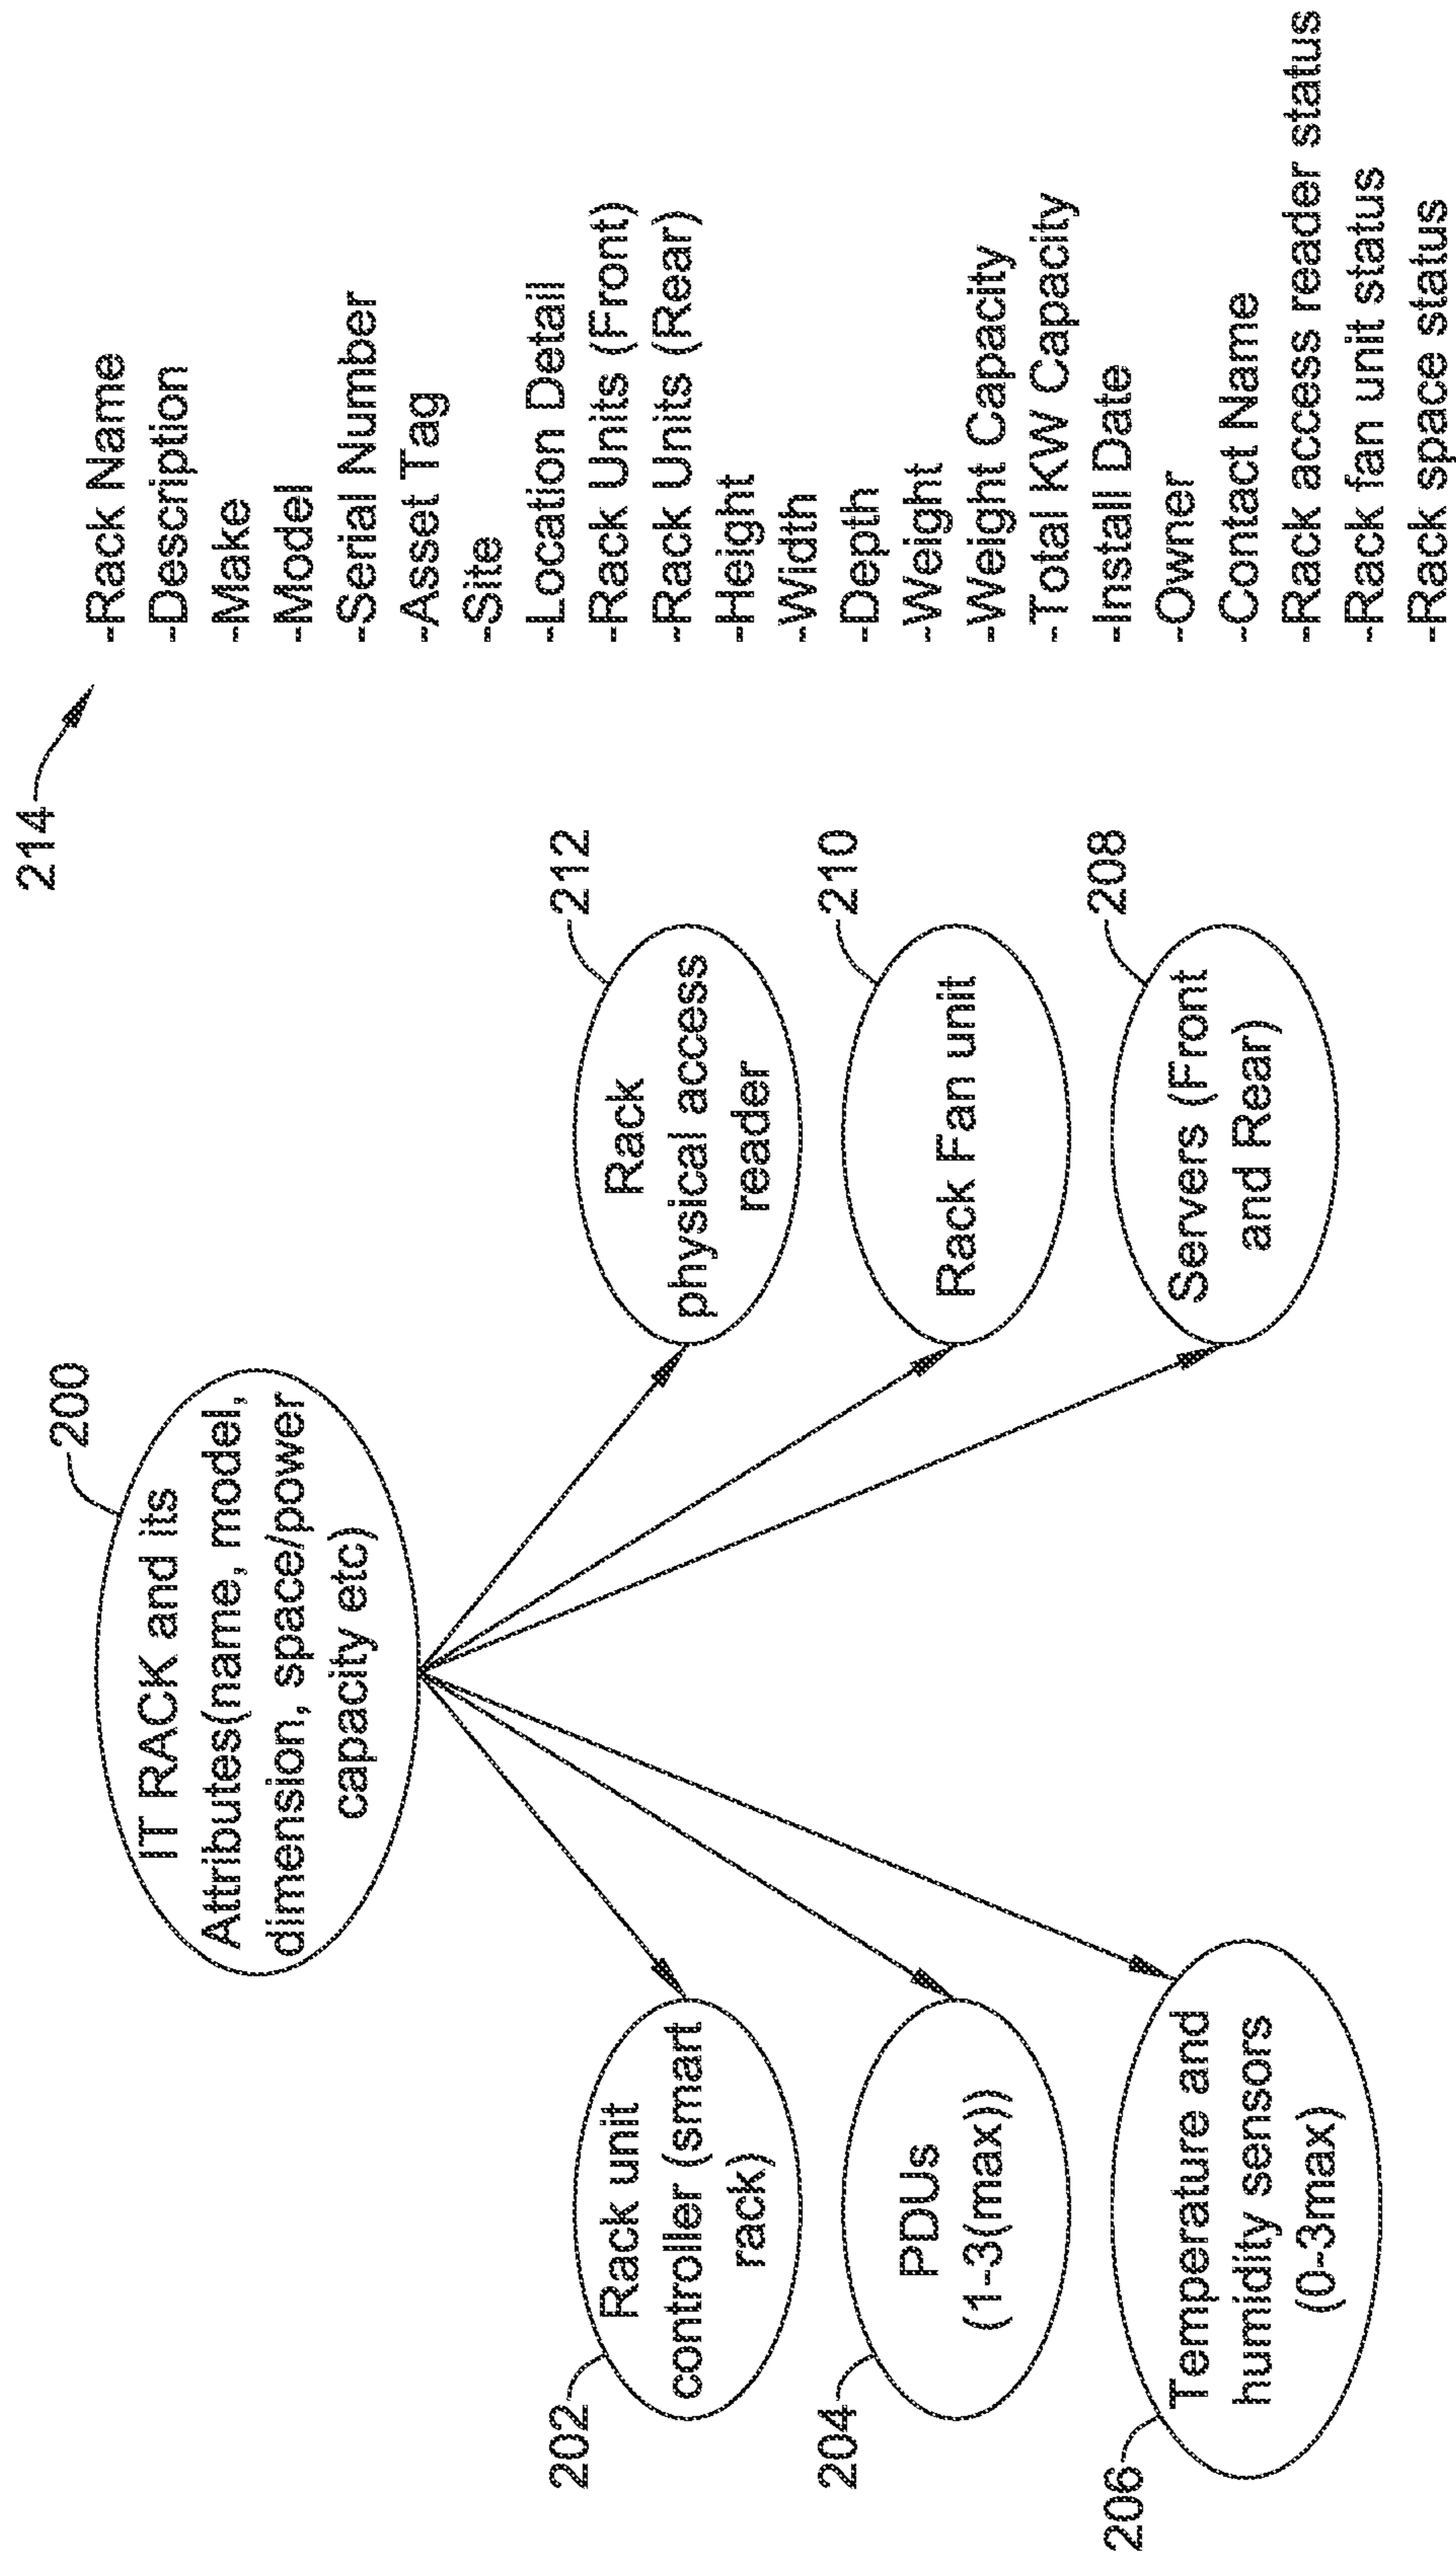 200
IT RACK and its
Attributes(name, model,
dimension, space/power
capacity etc)
202
Rack unit
controller (smart
rack)
204
PDUs
(1-3(max))
206
Temperature and
humidity sensors
(0-3max)
212
Rack
physical access
reader
210
Rack Fan unit
208
Servers (Front
and Rear)
214
-Rack Name
-Description
-Make
-Model
-Serial Number
-Asset Tag
-Site
-Location Detail
-Rack Units (Front)
-Rack Units (Rear)
-Height
-Width
-Depth
-Weight
-Weight Capacity
-Total KW Capacity
-Install Date
-Owner
-Contact Name
-Rack access reader status
-Rack fan unit status
-Rack space status